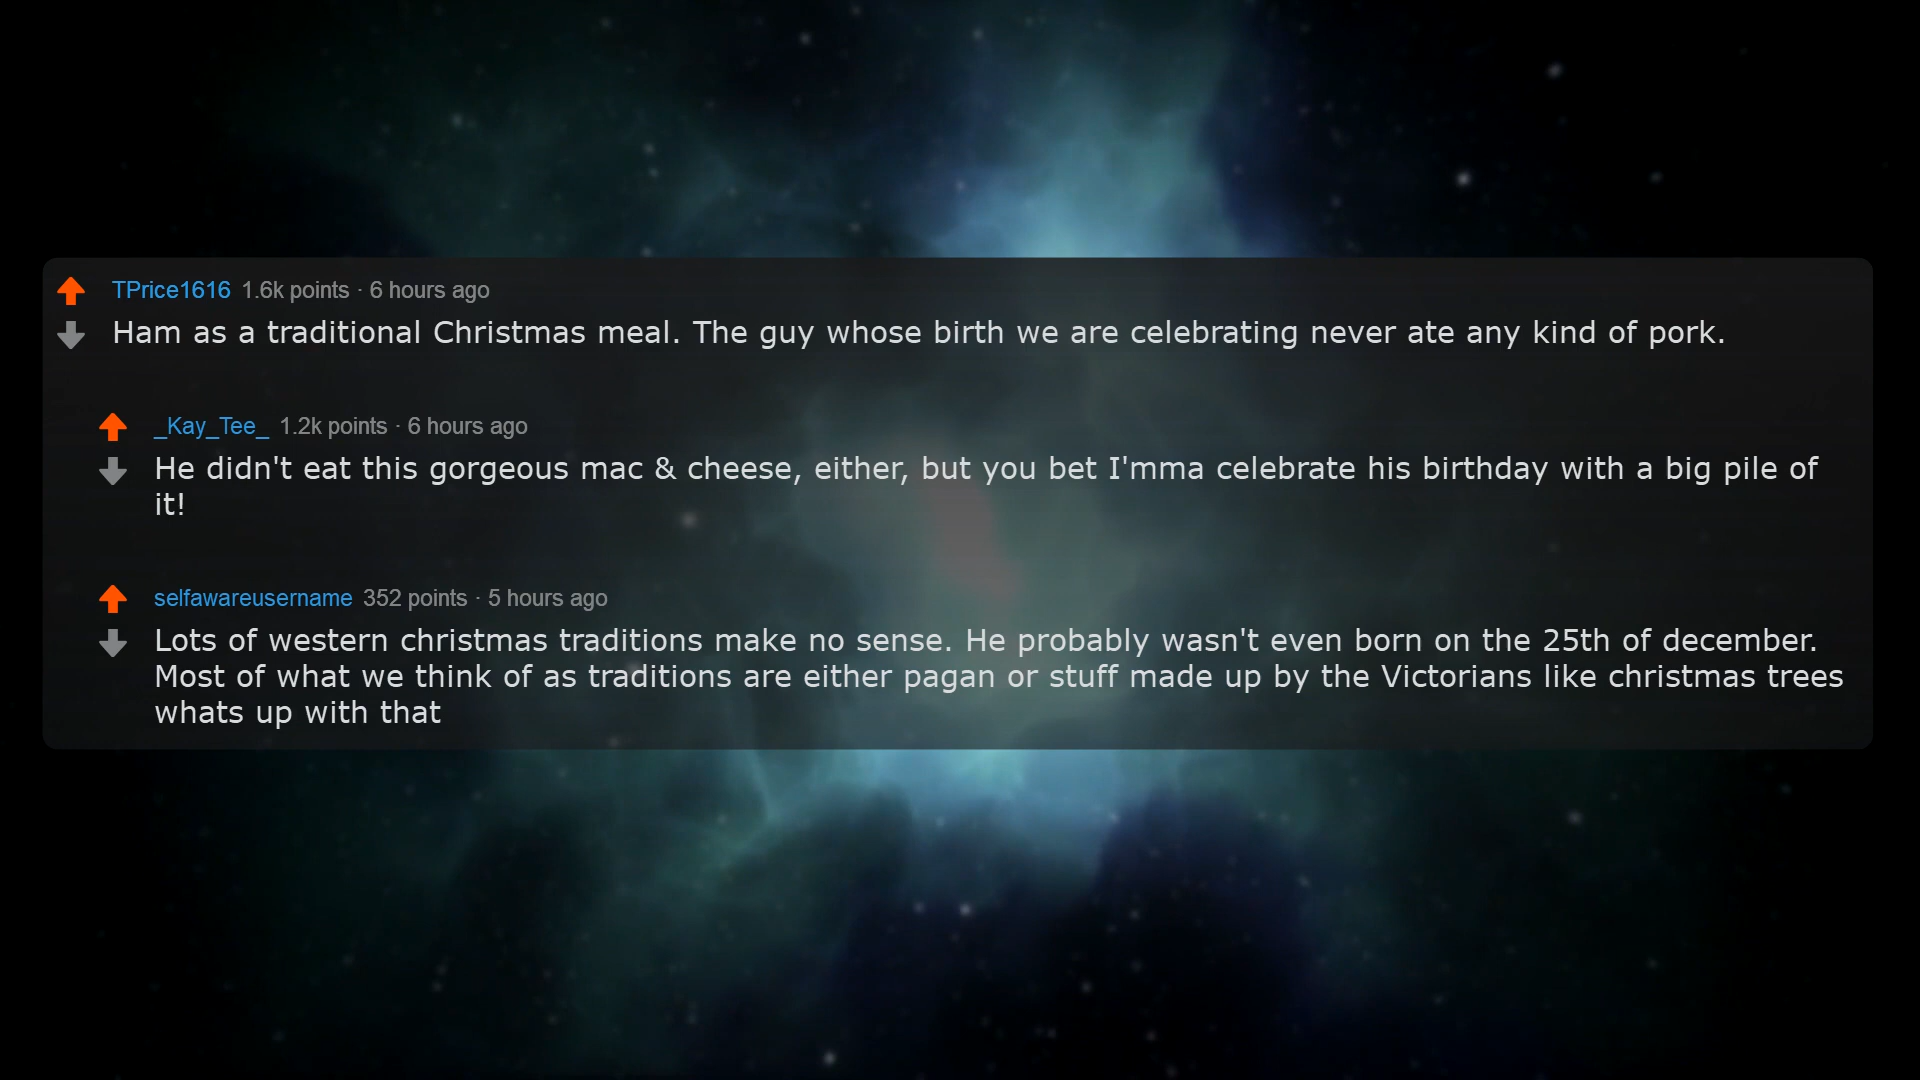 TPrice1616 1.6k points · 6 hours ago
Ham as a traditional Christmas meal. The guy whose birth we are celebrating never ate any kind of pork.
_Kay_Tee_ 1.2k points · 6 hours ago
He didn't eat this gorgeous mac & cheese, either, but you bet I'mma celebrate his birthday with a big pile of
it!
selfawareusername 352 points · 5 hours ago
Lots of western christmas traditions make no sense. He probably wasn't even born on the 25th of december.
Most of what we think of as traditions are either pagan or stuff made up by the Victorians like christmas trees
whats up with that